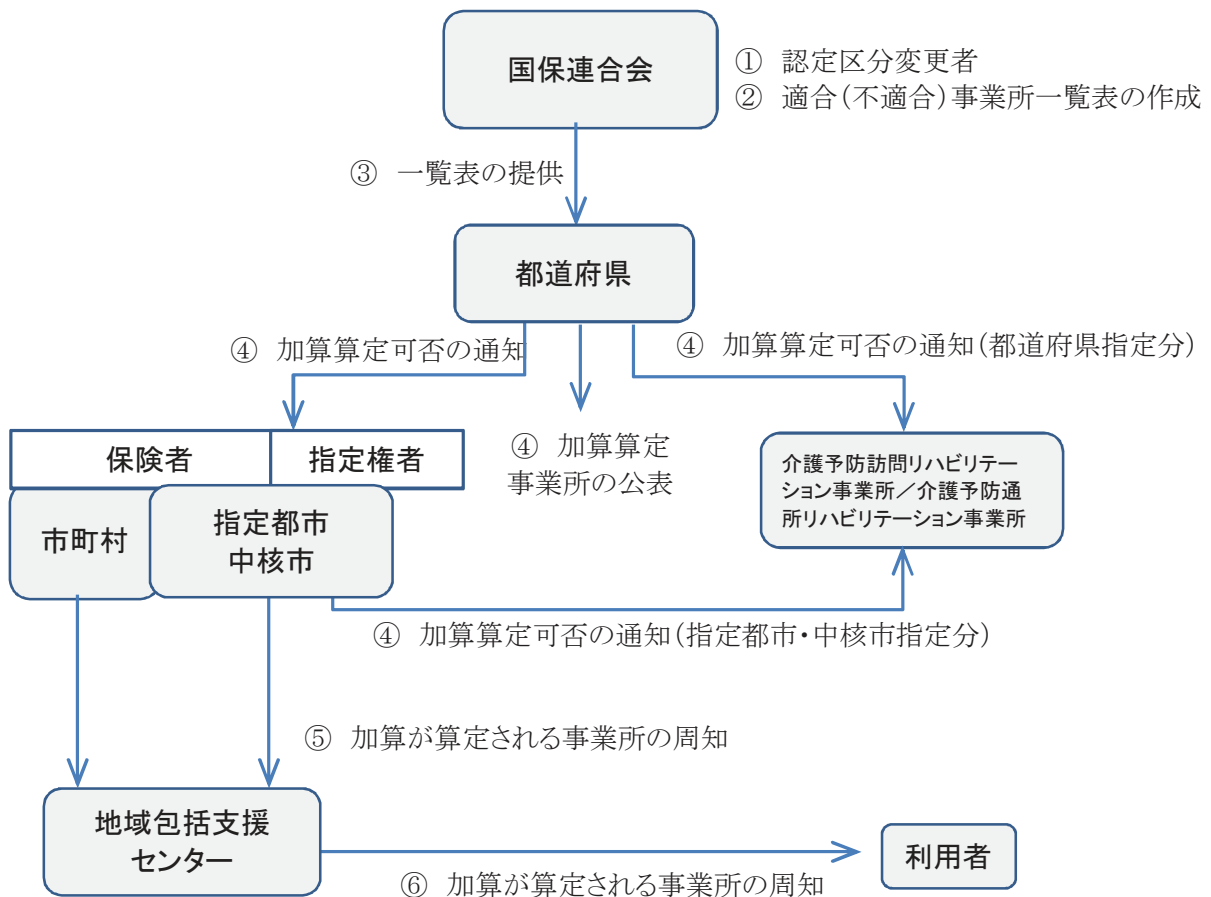 国保連合会
① 認定区分変更者
② 適合(不適合)事業所一覧表の作成
③ 一覧表の提供
都道府県
④ 加算算定可否の通知
④ 加算算定可否の通知(都道府県指定分)
④ 加算算定
事業所の公表
保険者
指定権者
介護予防訪問リハビリテー
ション事業所／介護予防通
所リハビリテーション事業所
市町村
指定都市
中核市
④ 加算算定可否の通知(指定都市・中核市指定分)
⑤ 加算が算定される事業所の周知
地域包括支援
センター
利用者
⑥ 加算が算定される事業所の周知